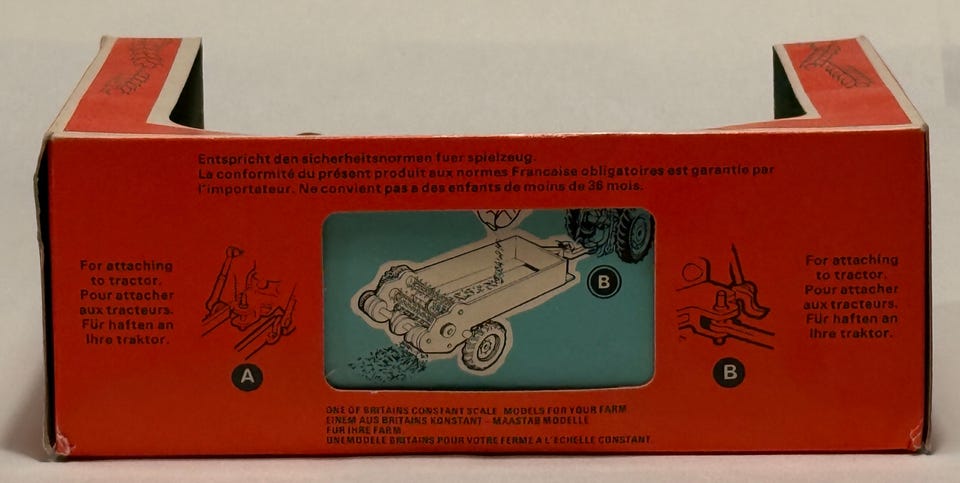 Entspricht den sicherheitsnormen fuer spielzeug.
La conformité du présent produit aux normes Francaise obligatoires est garantie par
l'importateur. Ne convient pas a des enfants de moins de 36 mois.
For attaching
to tractor.
Pour attacher
aux tracteurs.
Für haften an
Ihre traktor.
A
B
For attaching
to tractor.
Pour attacher
aux tracteurs.
Für haften an
Ihre traktor.
B
ONE OF BRITAINS CONSTANT SCALE MODELS FOR YOUR FARM
EINEM AUS BRITAINS KONSTANT - MAASTAB MODELLE
FUR IHRE FARM
UNEMODELE BRITAINS POUR VOTRE FERME A L'ECHELLE CONSTANT.